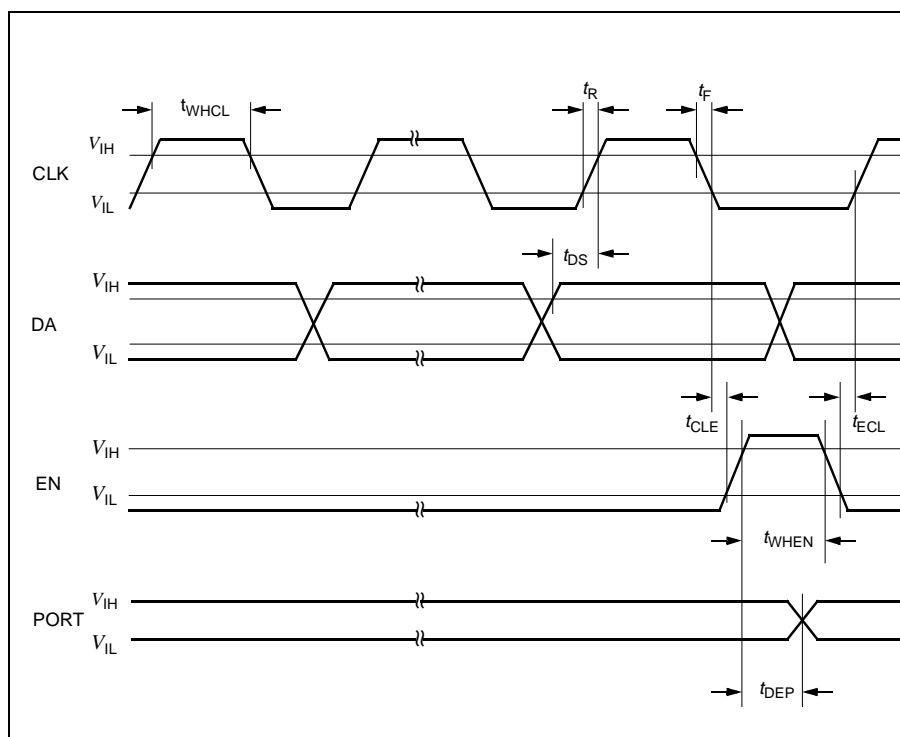 tWHCL
tR
tF
VIH
CLK
VIL
tDS
VIH
DA
VIL
tCLE
tECL
VIH
EN
VIL
tWHEN
VIH
PORT
VIL
tDEP